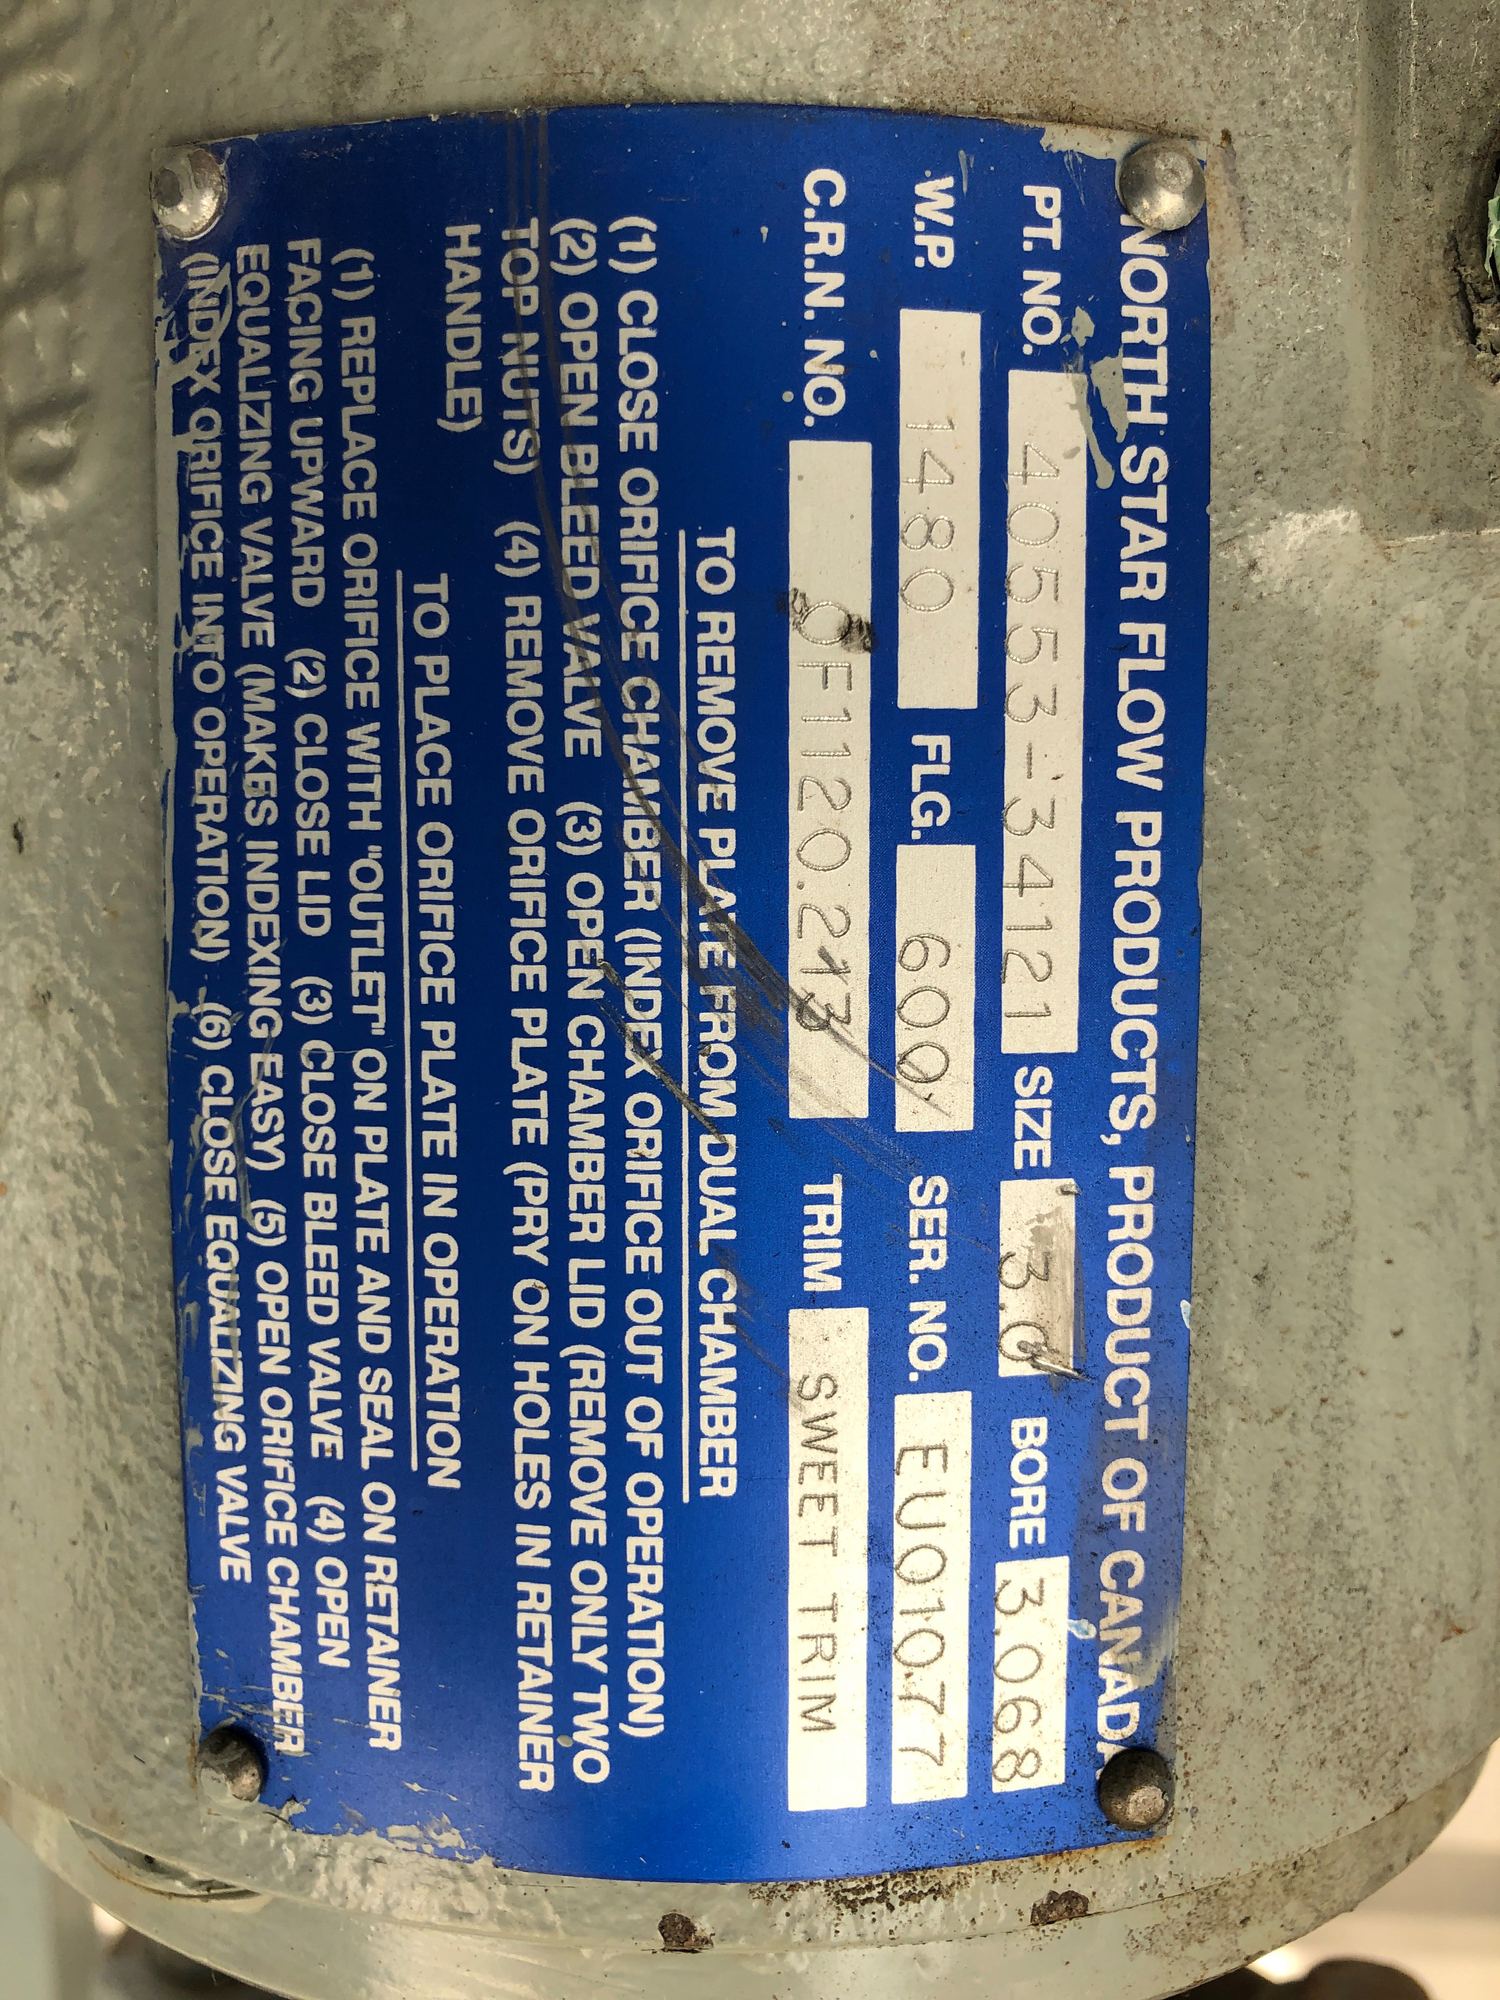 NORTH STAR FLOW PRODUCTS, PRODUCT OF CANADA
PT. NO. 40553-34121 SIZE 3.0 BORE 3.068
W.P. 1480 FLG. 600 SER. NO. EU01077
C.R.N. NO. OF1120.213 TRIM SWEET TRIM
TO REMOVE PLATE FROM DUAL CHAMBER
(1) CLOSE ORIFICE CHAMBER (INDEX ORIFICE OUT OF OPERATION)
(2) OPEN BLEED VALVE (3) OPEN CHAMBER LID (REMOVE ONLY TWO
TOP NUTS) (4) REMOVE ORIFICE PLATE (PRY ON HOLES IN RETAINER
HANDLE)
TO PLACE ORIFICE PLATE IN OPERATION
(1) REPLACE ORIFICE WITH "OUTLET" ON PLATE AND SEAL ON RETAINER
FACING UPWARD (2) CLOSE LID (3) CLOSE BLEED VALVE (4) OPEN
EQUALIZING VALVE (MAKES INDEXING EASY) (5) OPEN ORIFICE CHAMBER
(INDEX ORIFICE INTO OPERATION) (6) CLOSE EQUALIZING VALVE